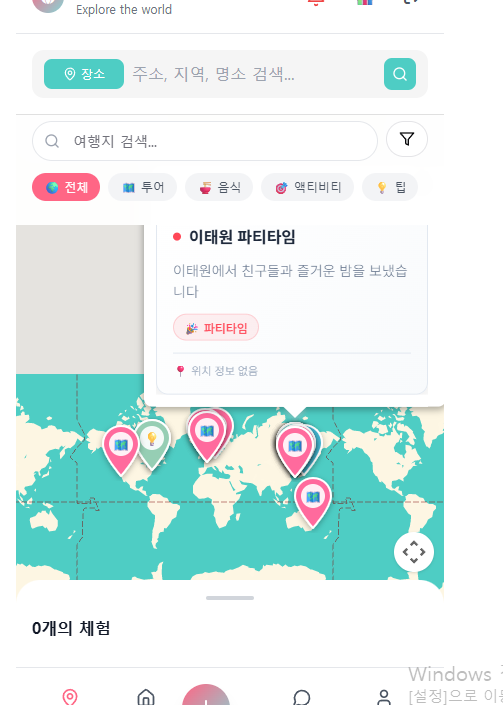 Explore the world
장소
주소, 지역, 명소 검색...
여행지 검색...
전체 투어 음식 액티비티 팁
이태원 파티타임
이태원에서 친구들과 즐거운 밤을 보냈습
니다
파티타임
위치 정보 없음
0개의 체험
Windows
[설정]으로